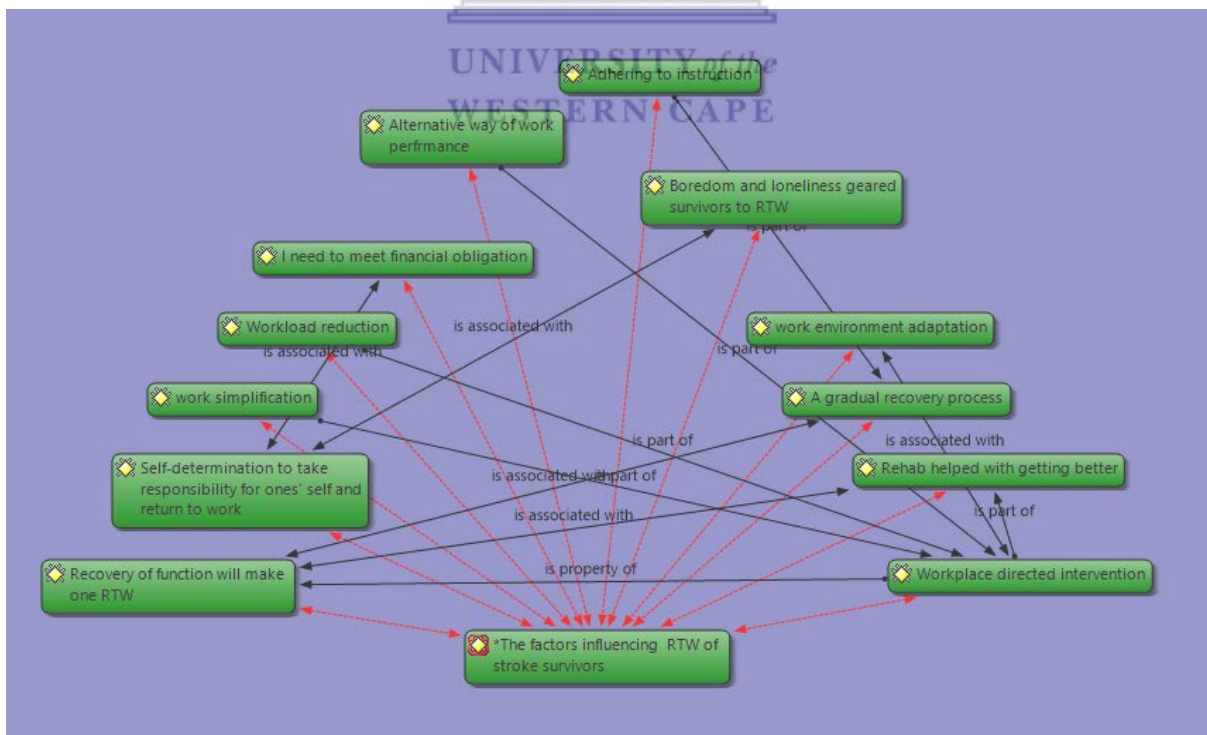 UNIVERSITY of the
WESTERN CAPE
Adhering to instruction
Alternative way of work
perfrmance
Boredom and loneliness geared
survivors to RTW
is part of
I need to meet financial obligation
Workload reduction
is associated with
is associated with
work environment adaptation
is part of
work simplification
A gradual recovery process
is part of
is associated with
Self-determination to take
responsibility for ones' self and
return to work
Rehab helped with getting better
is associated with
is part of
is associated with
is part of
Recovery of function will make
one RTW
is property of
Workplace directed intervention
*The factors influencing RTW of
stroke survivors